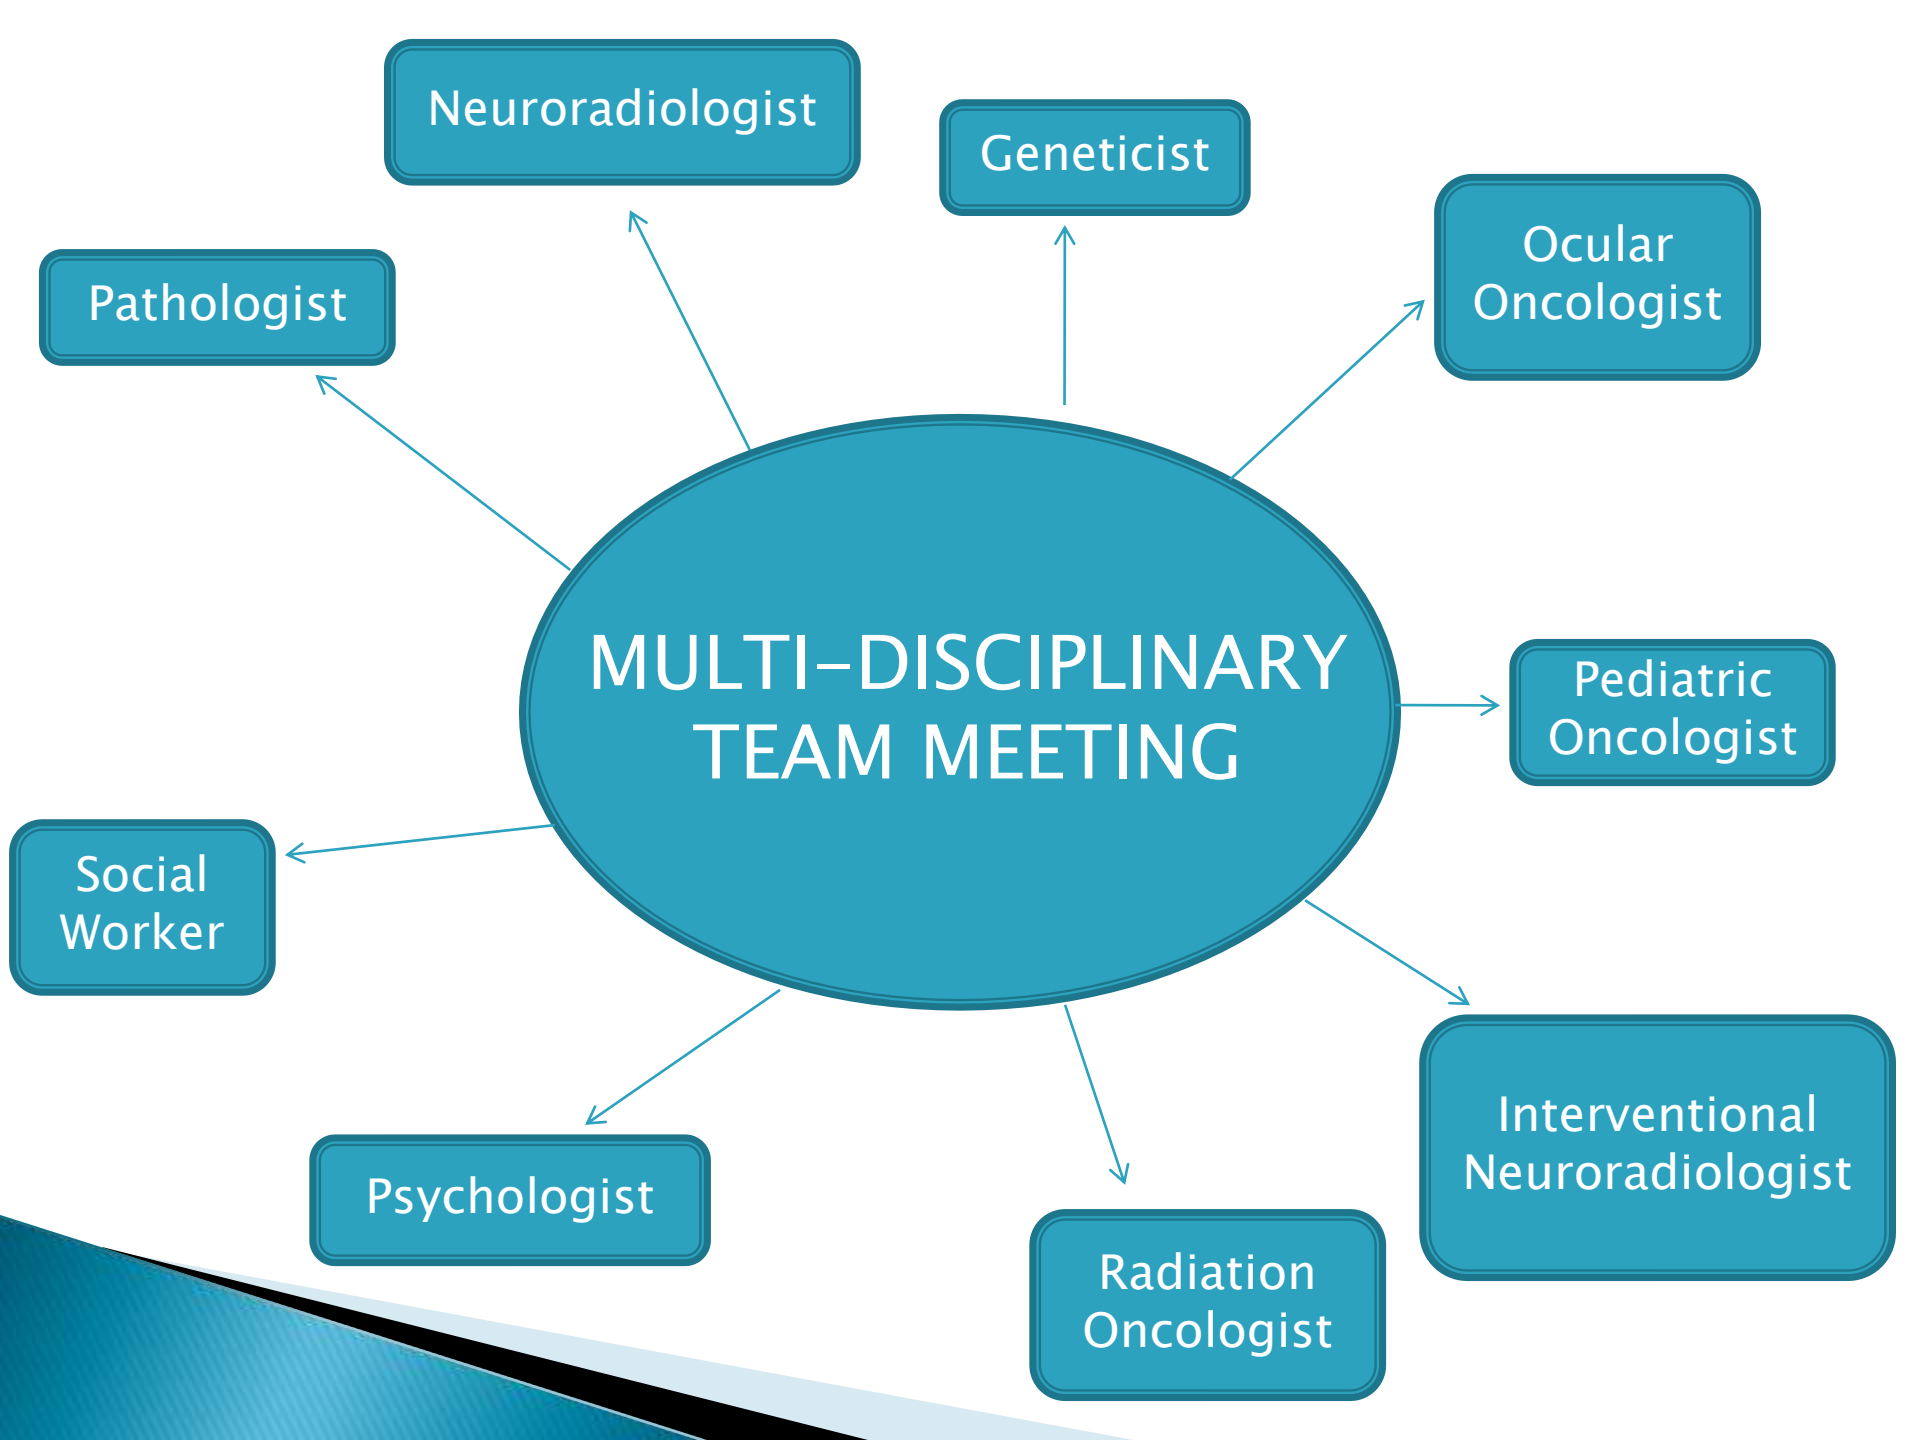 Neuroradiologist
Geneticist
Ocular
Oncologist
Pathologist
MULTI-DISCIPLINARY
TEAM MEETING
Pediatric
Oncologist
Social
Worker
Interventional
Neuroradiologist
Psychologist
Radiation
Oncologist